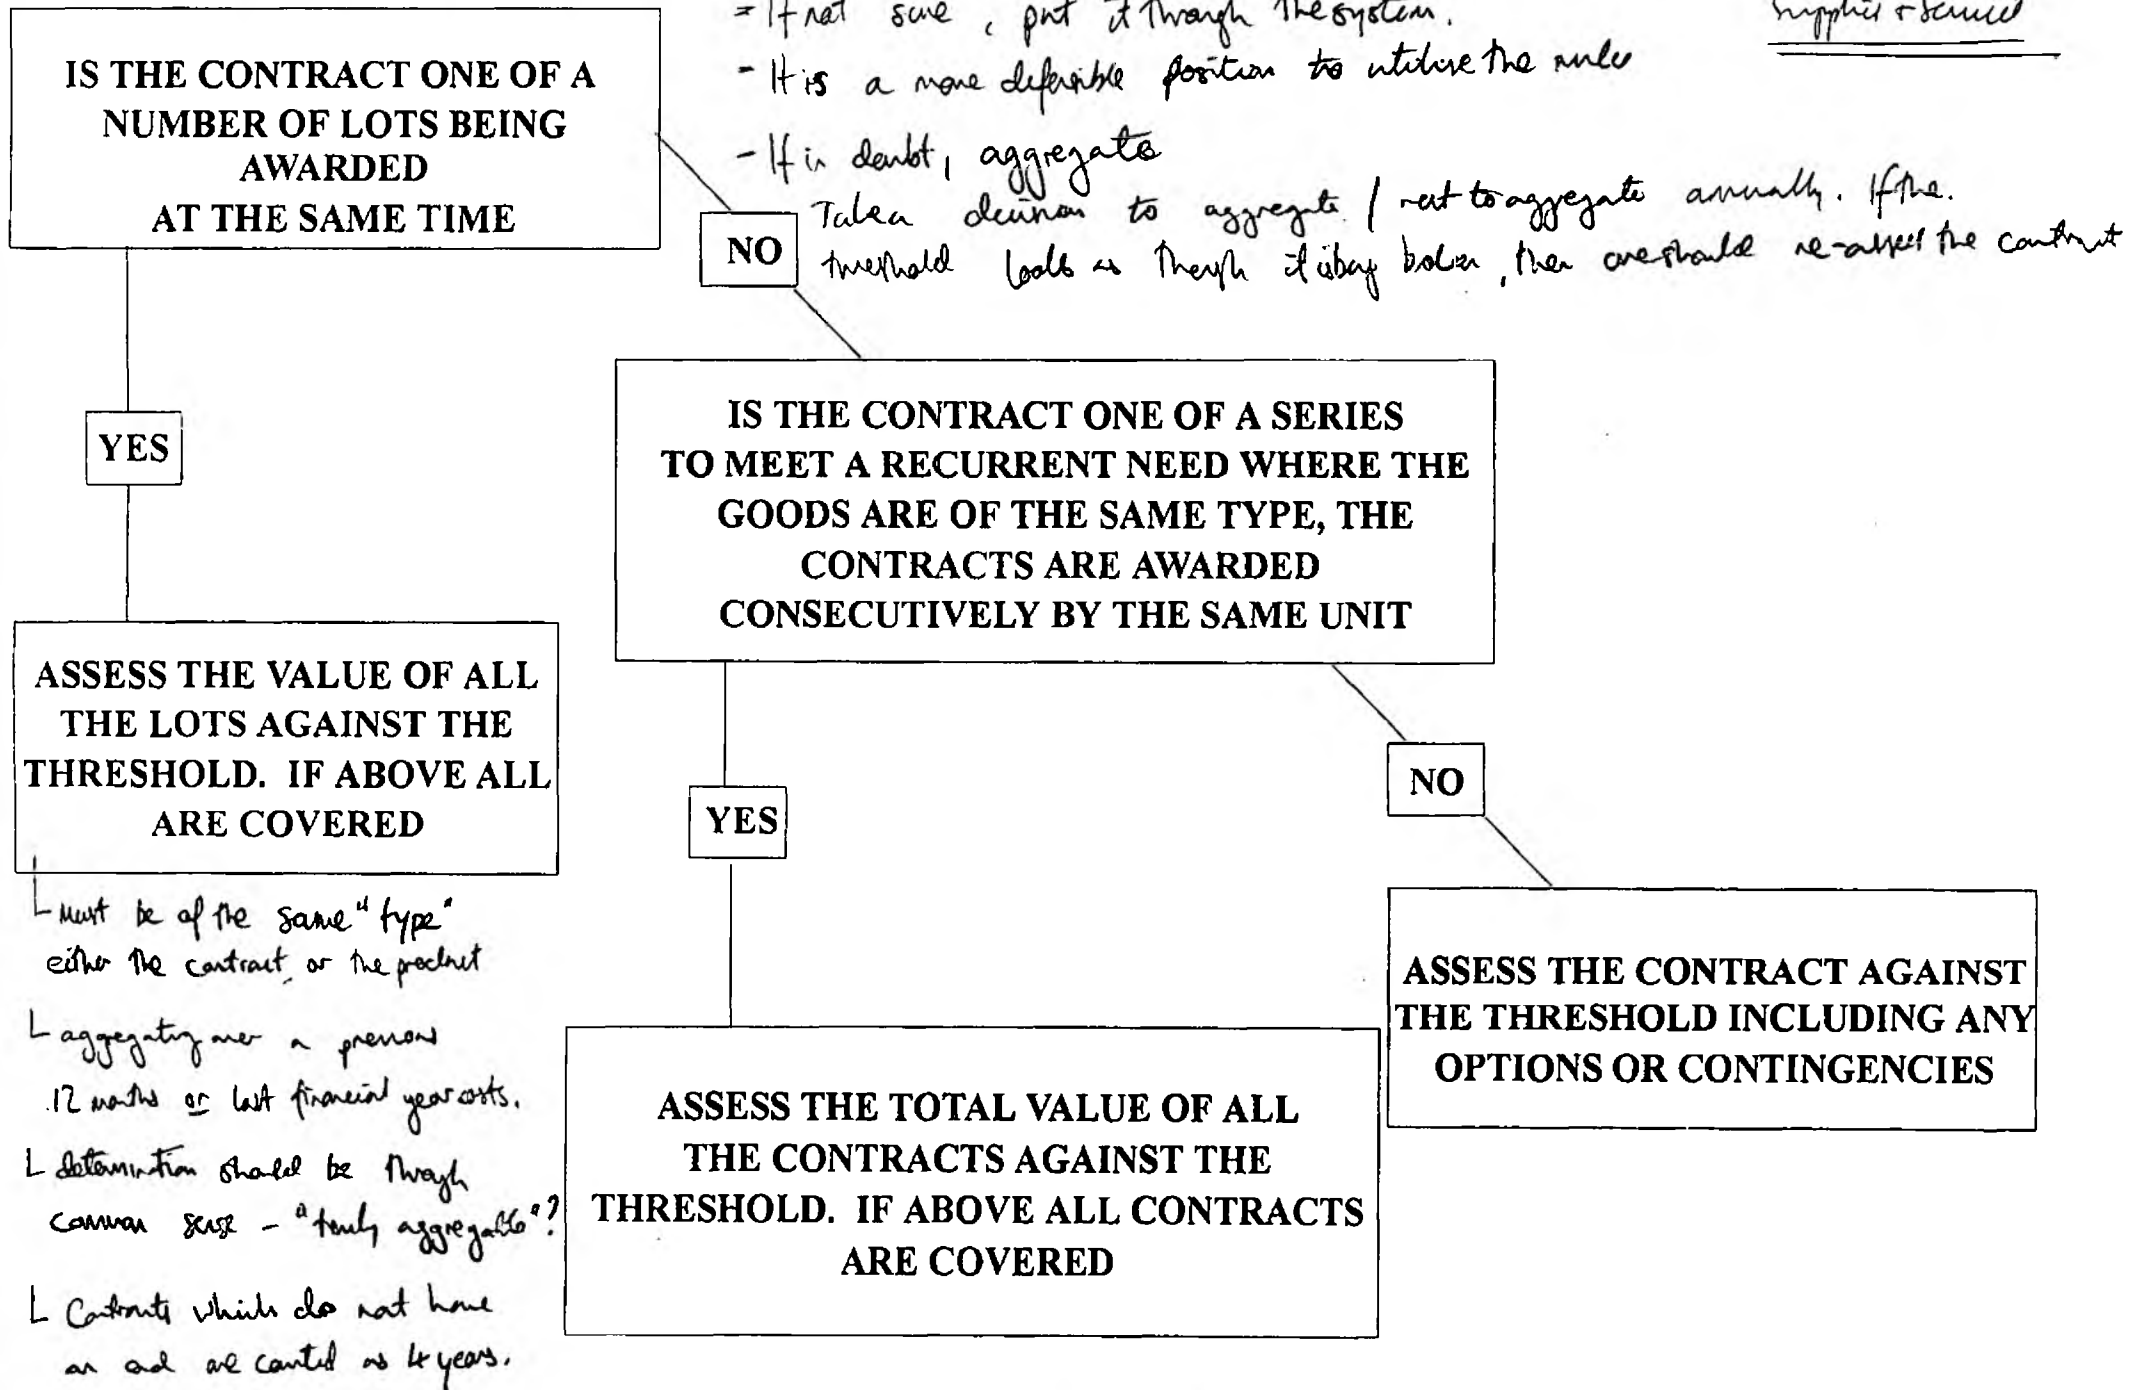 - If not sure, put it through the system.
supplies + services
- It is a more defensible position to utilise the rules
- If in doubt, aggregate
Take a decision to aggregate / not to aggregate annually. If the.
threshold looks as though it is being broken, then one should re-assess the contract
IS THE CONTRACT ONE OF A
NUMBER OF LOTS BEING
AWARDED
AT THE SAME TIME
NO
YES
IS THE CONTRACT ONE OF A SERIES
TO MEET A RECURRENT NEED WHERE THE
GOODS ARE OF THE SAME TYPE, THE
CONTRACTS ARE AWARDED
CONSECUTIVELY BY THE SAME UNIT
ASSESS THE VALUE OF ALL
THE LOTS AGAINST THE
THRESHOLD. IF ABOVE ALL
ARE COVERED
YES
NO
Must be of the same "type"
either the contract, or the product
aggregating over a previous
12 months or last financial year costs.
determination should be through
common sense - "truly aggregable"?
Contracts which do not have
an end are counted as 4 years.
ASSESS THE TOTAL VALUE OF ALL
THE CONTRACTS AGAINST THE
THRESHOLD. IF ABOVE ALL CONTRACTS
ARE COVERED
ASSESS THE CONTRACT AGAINST
THE THRESHOLD INCLUDING ANY
OPTIONS OR CONTINGENCIES